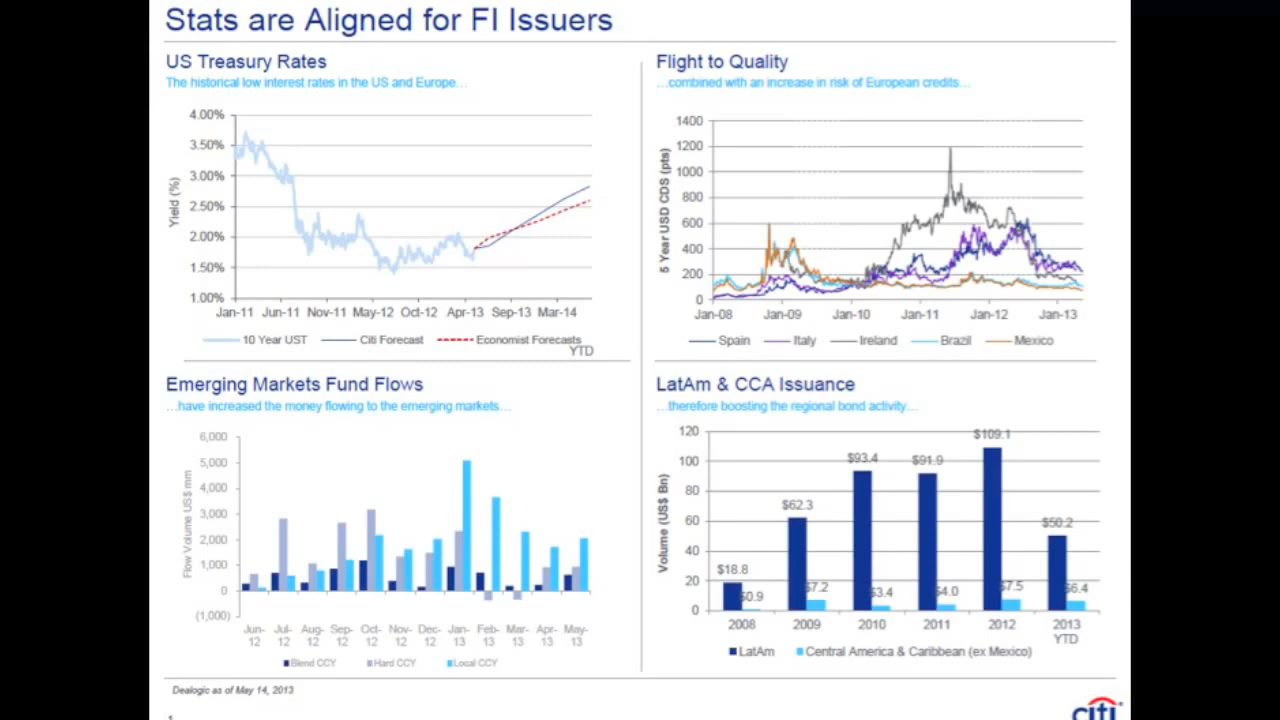 Stats are Aligned for FI Issuers
US Treasury Rates
The historical low interest rates in the US and Europe…
4.00%
3.50%
3.00%
2.50%
2.00%
1.50%
1.00%
Yield (%)
Jan-11 Jun-11 Nov-11 May-12 Oct-12 Apr-13 Sep-13 Mar-14
10 Year UST Citi Forecast Economist Forecasts
YTD
Flight to Quality
…combined with an increase in risk of European credits…
1400
1200
1000
800
600
400
200
0
5 Year USD CDS (pts)
Jan-08 Jan-09 Jan-10 Jan-11 Jan-12 Jan-13
Spain Italy Ireland Brazil Mexico
Emerging Markets Fund Flows
…have increased the money flowing to the emerging markets…
6,000
5,000
4,000
3,000
2,000
1,000
0
(1,000)
Flow Volume US$ mm
Jun- Jul- Aug- Sep- Oct- Nov- Dec- Jan- Feb- Mar- Apr- May-
12 12 12 12 12 12 12 13 13 13 13 13
Blend CCY Hard CCY Local CCY
LatAm & CCA Issuance
…therefore boosting the regional bond activity…
120
100
80
60
40
20
0
Volume (US$ Bn)
$18.8 $62.3 $93.4 $91.9 $109.1 $50.2
$0.9 $7.2 $3.4 $4.0 $7.5 $6.4
2008 2009 2010 2011 2012 2013
YTD
LatAm Central America & Caribbean (ex Mexico)
Dealogic as of May 14, 2013
citi